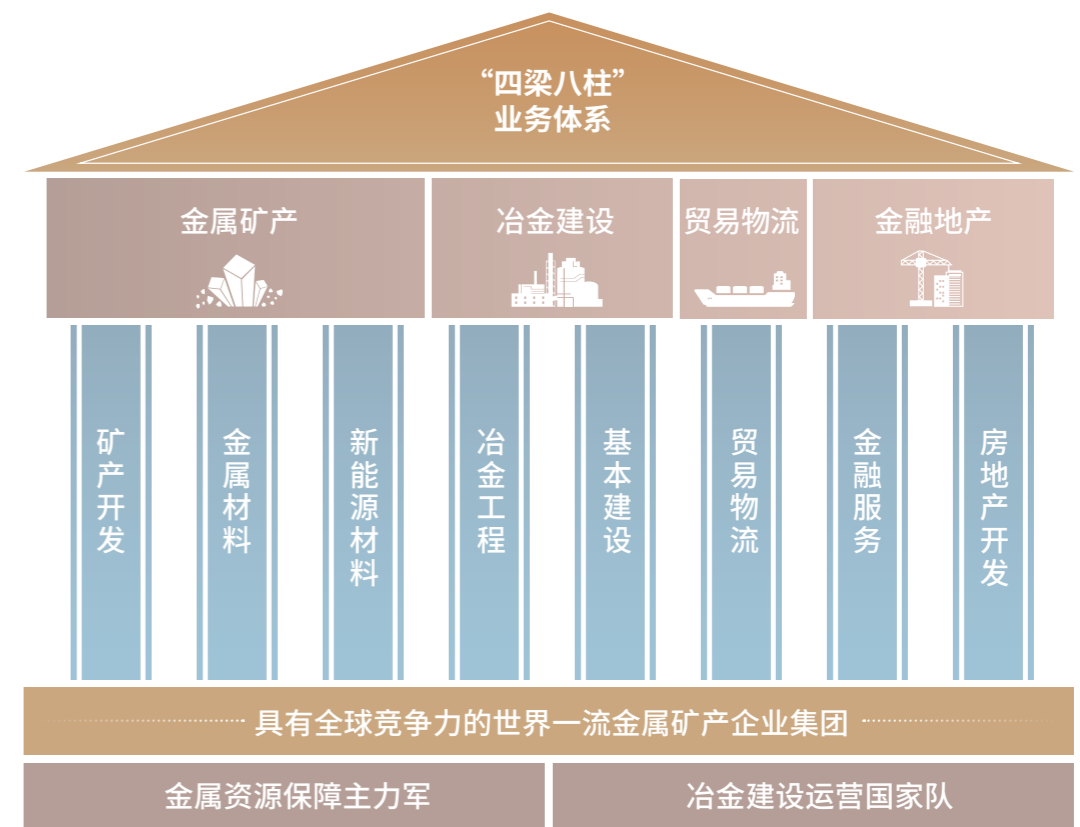 “四梁八柱”
业务体系
金属矿产
冶金建设
贸易物流
金融地产
矿产开发
金属材料
新能源材料
冶金工程
基本建设
贸易物流
金融服务
房地产开发
具有全球竞争力的世界一流金属矿产企业集团
金属资源保障主力军
冶金建设运营国家队